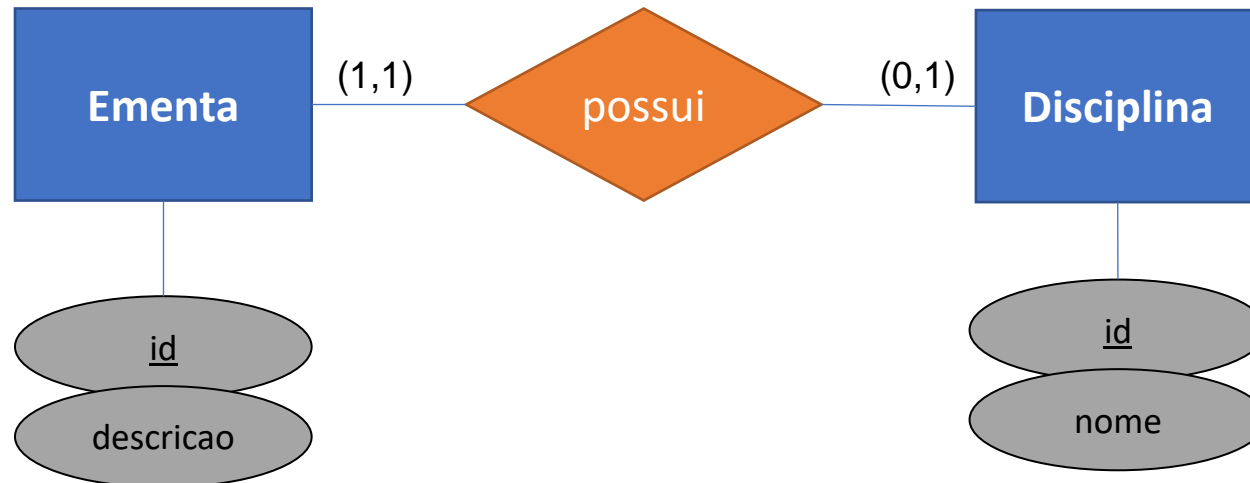 Ementa
(1,1)
possui
(0,1)
Disciplina
id
descricao
id
nome